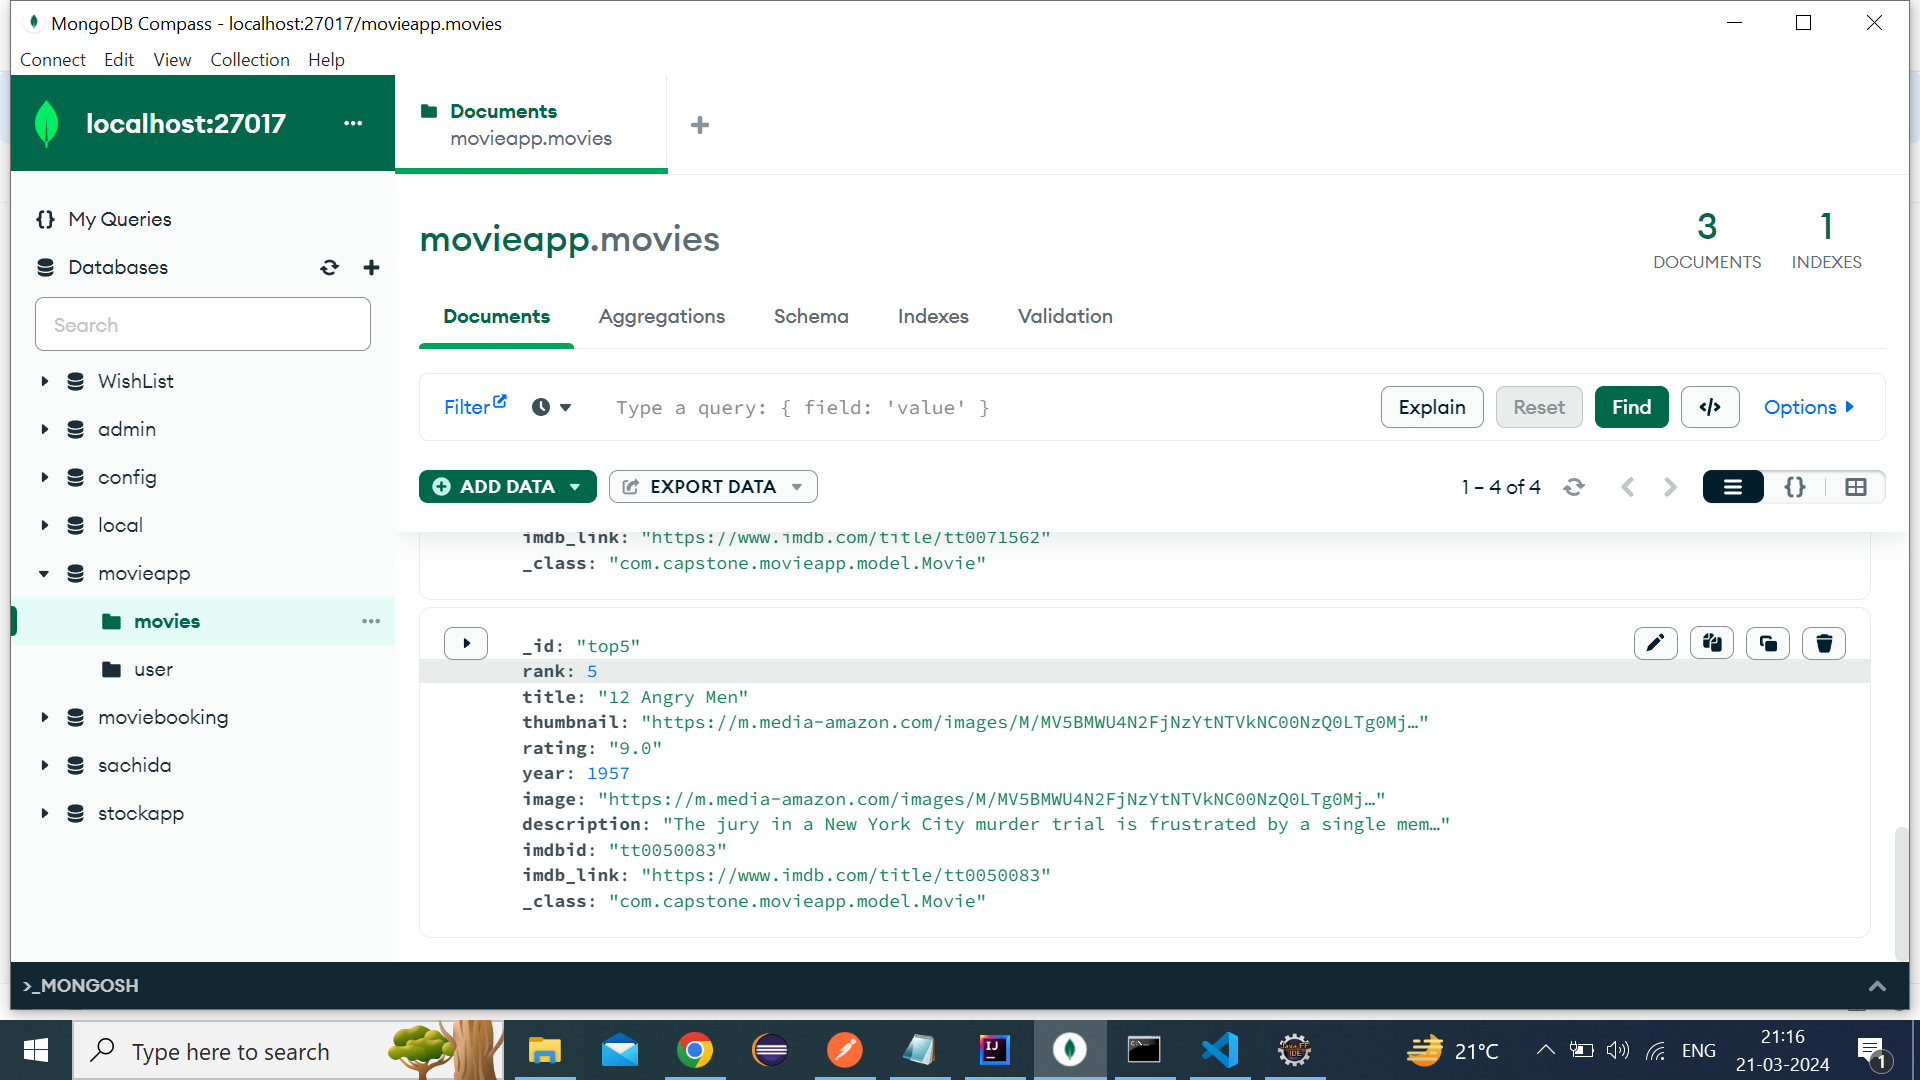 MongoDB Compass - localhost:27017/movieapp.movies
Connect Edit View Collection Help
localhost:27017 ...
Documents
movieapp.movies
+
{} My Queries
Databases
Search
WishList
admin
config
local
movieapp
movies ...
user
moviebooking
sachida
stockapp
movieapp.movies
3
DOCUMENTS
1
INDEXES
Documents Aggregations Schema Indexes Validation
Filter Type a query: { field: 'value' } Explain Reset Find </> Options
ADD DATA EXPORT DATA 1 – 4 of 4 {}
imdb_link: "https://www.imdb.com/title/tt0071562"
_class: "com.capstone.movieapp.model.Movie"
_id: "top5"
rank: 5
title: "12 Angry Men"
thumbnail: "https://m.media-amazon.com/images/M/MV5BMWU4N2FjNzYtNTVkNC00NzQ0LTg0Mj…"
rating: "9.0"
year: 1957
image: "https://m.media-amazon.com/images/M/MV5BMWU4N2FjNzYtNTVkNC00NzQ0LTg0Mj…"
description: "The jury in a New York City murder trial is frustrated by a single mem…"
imdbid: "tt0050083"
imdb_link: "https://www.imdb.com/title/tt0050083"
_class: "com.capstone.movieapp.model.Movie"
>_MONGOSH
Type here to search
IJ
Java EE
IDE
21°C
ENG
21:16
21-03-2024
1